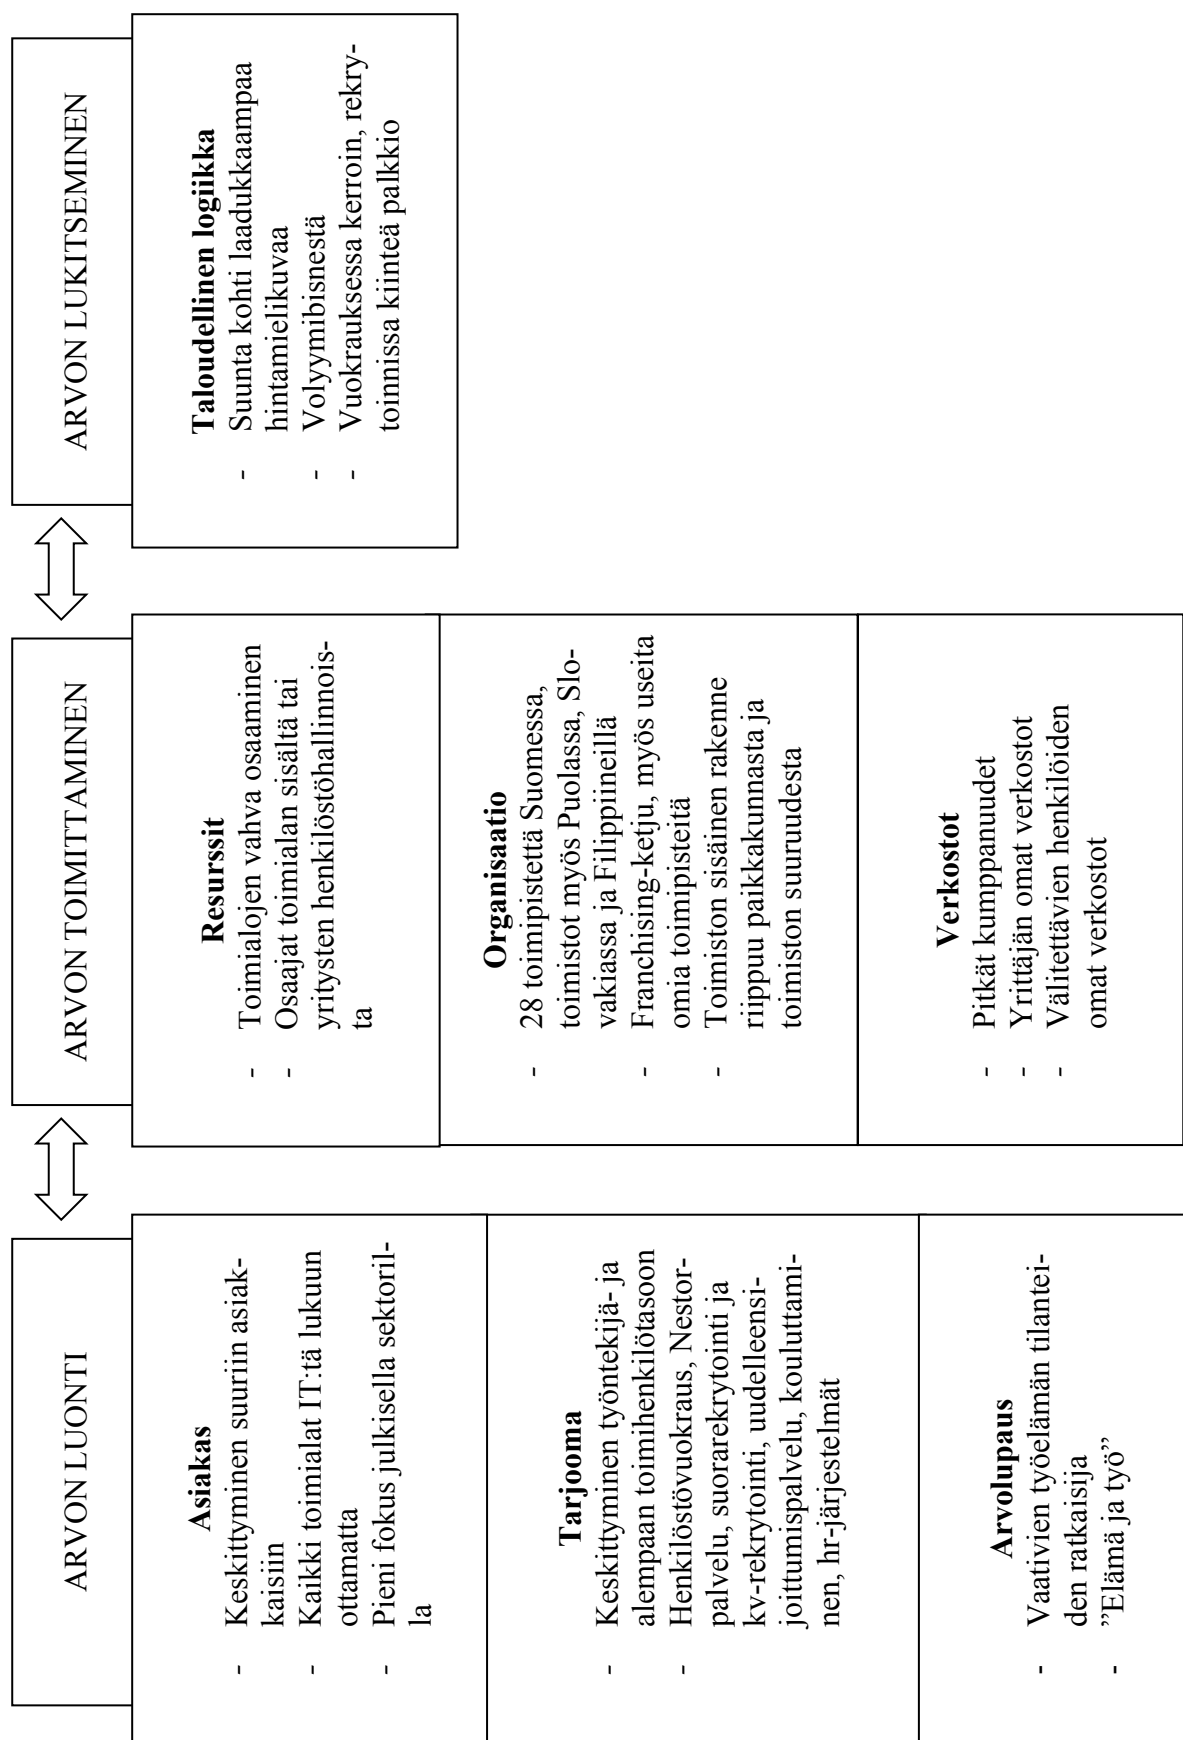 ARVON LUONTI
Asiakas
- Keskittyminen suuriin asiak-
kaisiin
- Kaikki toimialat IT:tä lukuun
ottamatta
- Pieni fokus julkisella sektoril-
la
Tarjooma
- Keskittyminen työntekijä- ja
alempaan toimihenkilötasoon
- Henkilöstövuokraus, Nestor-
palvelu, suorarekrytointi ja
kv-rekrytointi, uudelleensi-
joittumispalvelu, kouluttami-
nen, hr-järjestelmät
Arvolupaus
- Vaativien työelämän tilantei-
den ratkaisija
- ”Elämä ja työ”
ARVON TOIMITTAMINEN
Resurssit
- Toimialojen vahva osaaminen
- Osaajat toimialan sisältä tai
yritysten henkilöstöhallinnois-
ta
Organisaatio
- 28 toimipistettä Suomessa,
toimistot myös Puolassa, Slo-
vakiassa ja Filippiineillä
- Franchising-ketju, myös useita
omia toimipisteitä
- Toimiston sisäinen rakenne
riippuu paikkakunnasta ja
toimiston suuruudesta
Verkostot
- Pitkät kumppanuudet
- Yrittäjän omat verkostot
- Välitettävien henkilöiden
omat verkostot
ARVON LUKITSEMINEN
Taloudellinen logiikka
- Suunta kohti laadukkaampaa
hintamielikuvaa
- Volyymibisnestä
- Vuokrauksessa kerroin, rekry-
toinnissa kiinteä palkkio